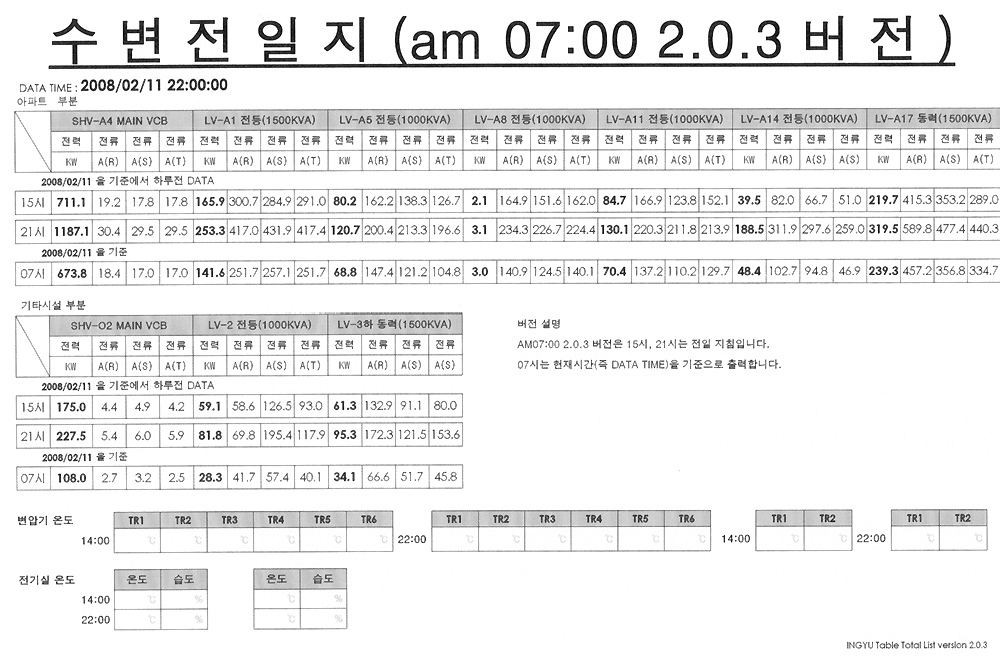 수 변 전 일 지 (am 07:00 2.0.3 버 전 )
DATA TIME : 2008/02/11 22:00:00
아파트 부분
SHV-A4 MAIN VCB LV-A1 전등(1500KVA) LV-A5 전등(1000KVA) LV-A8 전등(1000KVA) LV-A11 전등(1000KVA) LV-A14 전등(1000KVA) LV-A17 동력(1500KVA)
전력 전류 전류 전류 전력 전류 전류 전류 전력 전류 전류 전류 전력 전류 전류 전류 전력 전류 전류 전류 전력 전류 전류 전류 전력 전류 전류 전류
KW A(R) A(S) A(T) KW A(R) A(S) A(T) KW A(R) A(S) A(T) KW A(R) A(S) A(T) KW A(R) A(S) A(T) KW A(R) A(S) A(T) KW A(R) A(S) A(T)
2008/02/11 을 기준에서 하루전 DATA
15시 711.1 19.2 17.8 17.8 165.9 300.7 284.9 291.0 80.2 162.2 138.3 126.7 2.1 164.9 151.6 162.0 84.7 166.9 123.8 152.1 39.5 82.0 66.7 51.0 219.7 415.3 353.2 289.0
21시 1187.1 30.4 29.5 29.5 253.3 417.0 431.9 417.4 120.7 200.4 213.3 196.6 3.1 234.3 226.7 224.4 130.1 220.3 211.8 213.9 188.5 311.9 297.6 259.0 319.5 589.8 477.4 440.3
2008/02/11 을 기준
07시 673.8 18.4 17.0 17.0 141.6 251.7 257.1 251.7 68.8 147.4 121.2 104.8 3.0 140.9 124.5 140.1 70.4 137.2 110.2 129.7 48.4 102.7 94.8 46.9 239.3 457.2 356.8 334.7
기타시설 부분
SHV-O2 MAIN VCB LV-2 전등(1000KVA) LV-3하 동력(1500KVA)
전력 전류 전류 전류 전력 전류 전류 전류 전력 전류 전류 전류
KW A(R) A(S) A(T) KW A(R) A(S) A(T) KW A(R) A(S) A(T)
2008/02/11 을 기준에서 하루전 DATA
15시 175.0 4.4 4.9 4.2 59.1 58.6 126.5 93.0 61.3 132.9 91.1 80.0
21시 227.5 5.4 6.0 5.9 81.8 69.8 195.4 117.9 95.3 172.3 121.5 153.6
2008/02/11 을 기준
07시 108.0 2.7 3.2 2.5 28.3 41.7 57.4 40.1 34.1 66.6 51.7 45.8
버전 설명
AM07:00 2.0.3 버전은 15시, 21시는 전일 지침입니다.
07시는 현재시간(즉 DATA TIME)을 기준으로 출력합니다.
변압기 온도 TR1 TR2 TR3 TR4 TR5 TR6 TR1 TR2 TR3 TR4 TR5 TR6 TR1 TR2 TR1 TR2
14:00 ℃ ℃ ℃ ℃ ℃ ℃ 22:00 ℃ ℃ ℃ ℃ ℃ ℃ 14:00 ℃ ℃ 22:00 ℃ ℃
전기실 온도 온도 습도 온도 습도
14:00 ℃ % ℃ %
22:00 ℃ % ℃ %
INGYU Table Total List version 2.0.3